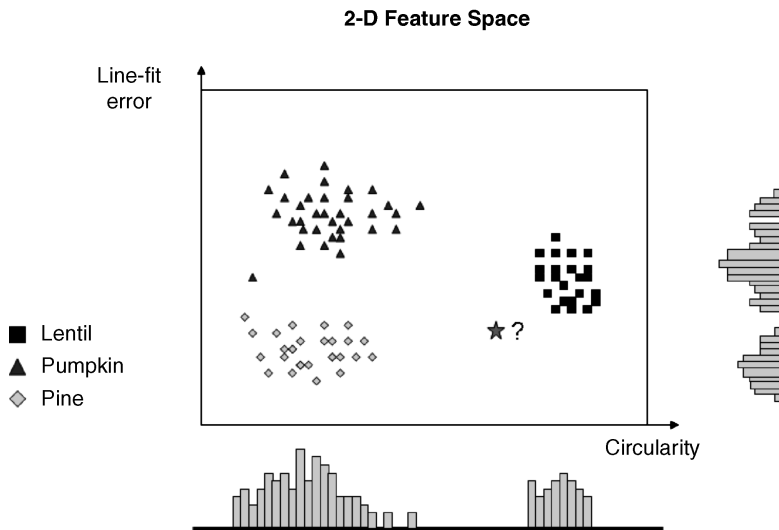 2-D Feature Space
Line-fit
error
Lentil
Pumpkin
Pine
?
Circularity